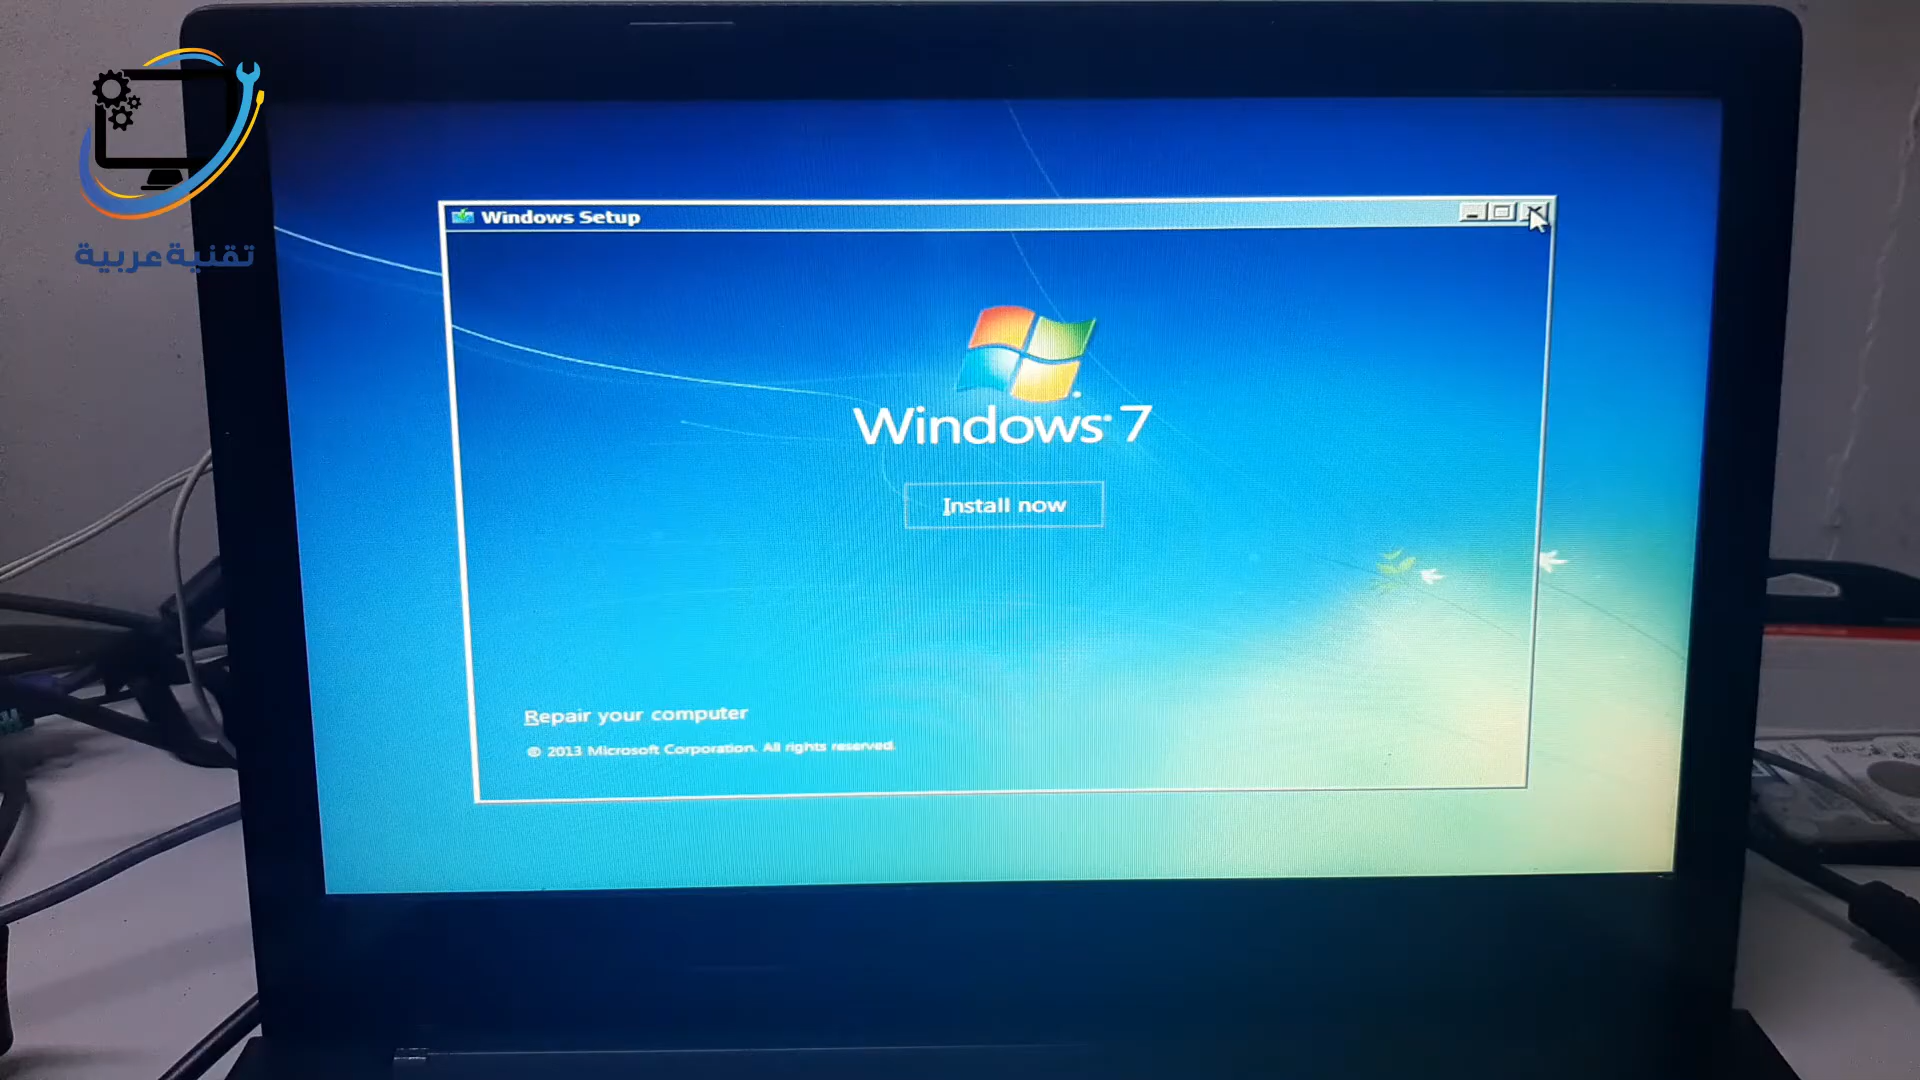 تقنية عربية
Windows Setup
Windows 7
Install now
Repair your computer
© 2013 Microsoft Corporation. All rights reserved.